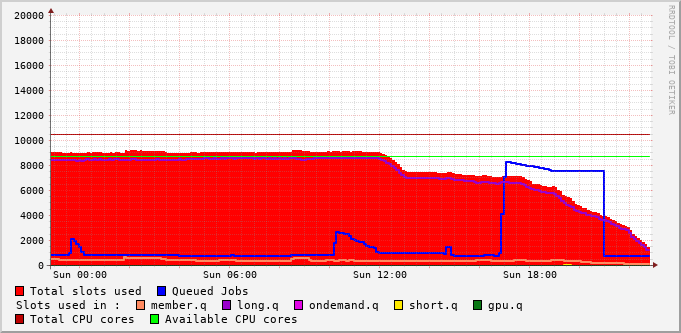 20000
18000
16000
14000
12000
10000
8000
6000
4000
2000
0
Sun 00:00 Sun 06:00 Sun 12:00 Sun 18:00
RRDTOOL / TOBI OETIKER
Total slots used Queued Jobs
Slots used in : member.q long.q ondemand.q short.q gpu.q
Total CPU cores Available CPU cores